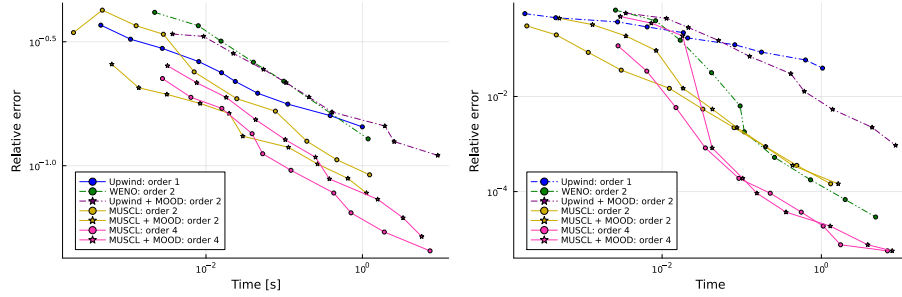 Relative error
10^-0.5
10^-1.0
10^-2
10^0
Time [s]
Upwind: order 1
WENO: order 2
Upwind + MOOD: order 2
MUSCL: order 2
MUSCL + MOOD: order 2
MUSCL: order 4
MUSCL + MOOD: order 4
Relative error
10^-2
10^-4
10^-2
10^0
Time
Upwind: order 1
WENO: order 2
Upwind + MOOD: order 2
MUSCL: order 2
MUSCL + MOOD: order 2
MUSCL: order 4
MUSCL + MOOD: order 4